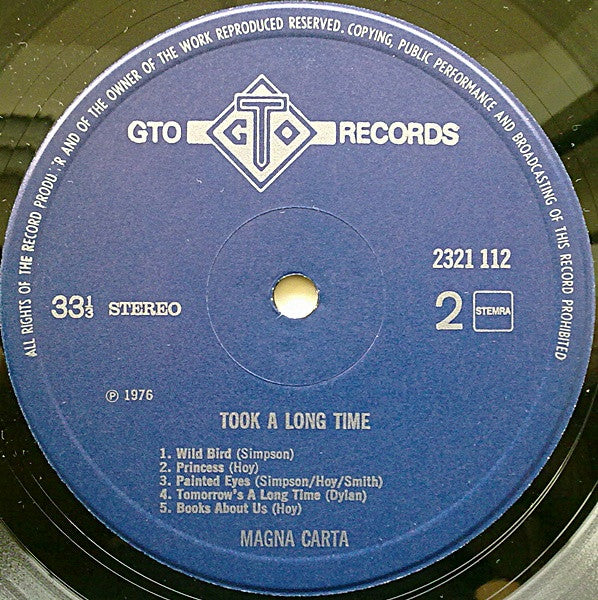 ALL RIGHTS OF THE RECORD PRODUCER AND OF THE OWNER OF THE WORK REPRODUCED RESERVED. COPYING, PUBLIC PERFORMANCE AND BROADCASTING OF THIS RECORD PROHIBITED
GTO GTO RECORDS
2321 112
33⅓ STEREO 2 STEMRA
℗ 1976
TOOK A LONG TIME
1. Wild Bird (Simpson)
2. Princess (Hoy)
3. Painted Eyes (Simpson/Hoy/Smith)
4. Tomorrow's A Long Time (Dylan)
5. Books About Us (Hoy)
MAGNA CARTA